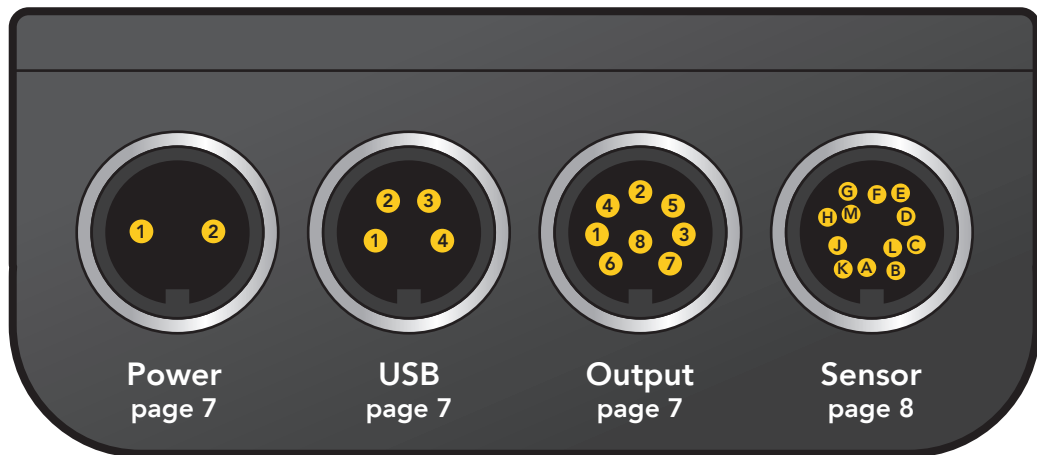 1 2
2 3
1 4
2
4 5
1 8 3
6 7
G F E
H M D
J L C
K A B
Power USB Output Sensor
page 7 page 7 page 7 page 8